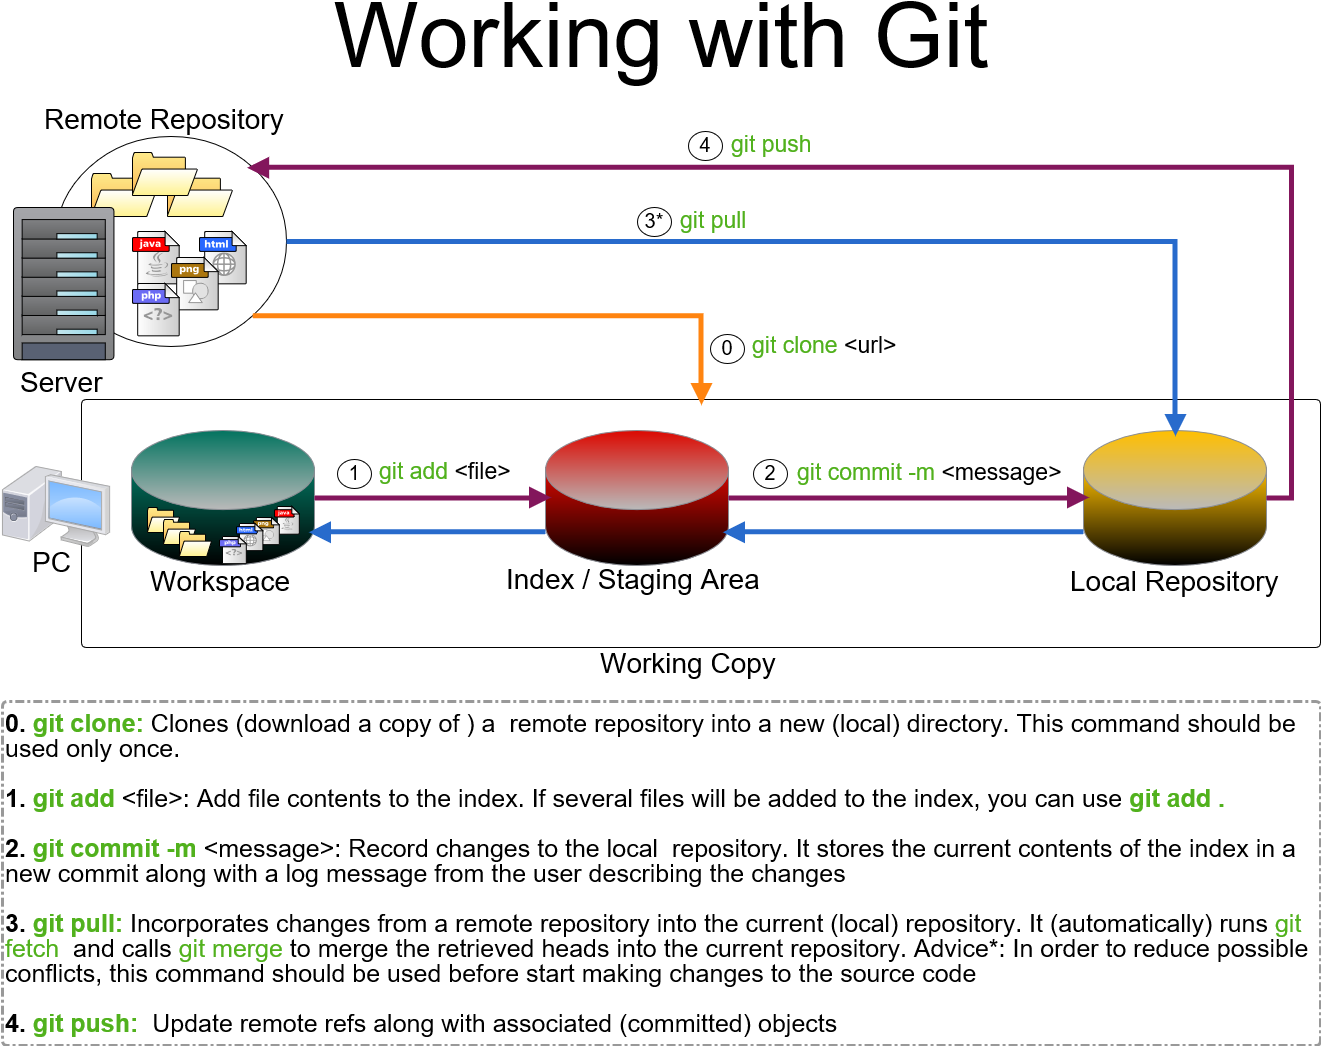 Working with Git
Remote Repository
4 git push
3* git pull
java
html
png
php
<?>
0 git clone <url>
Server
1 git add <file>
2 git commit -m <message>
java
png
html
php
<?>
PC
Workspace
Index / Staging Area
Local Repository
Working Copy
0. git clone: Clones (download a copy of ) a  remote repository into a new (local) directory. This command should be
used only once.
1. git add <file>: Add file contents to the index. If several files will be added to the index, you can use git add .
2. git commit -m <message>: Record changes to the local  repository. It stores the current contents of the index in a
new commit along with a log message from the user describing the changes
3. git pull: Incorporates changes from a remote repository into the current (local) repository. It (automatically) runs git
fetch  and calls git merge to merge the retrieved heads into the current repository. Advice*: In order to reduce possible
conflicts, this command should be used before start making changes to the source code
4. git push:  Update remote refs along with associated (committed) objects